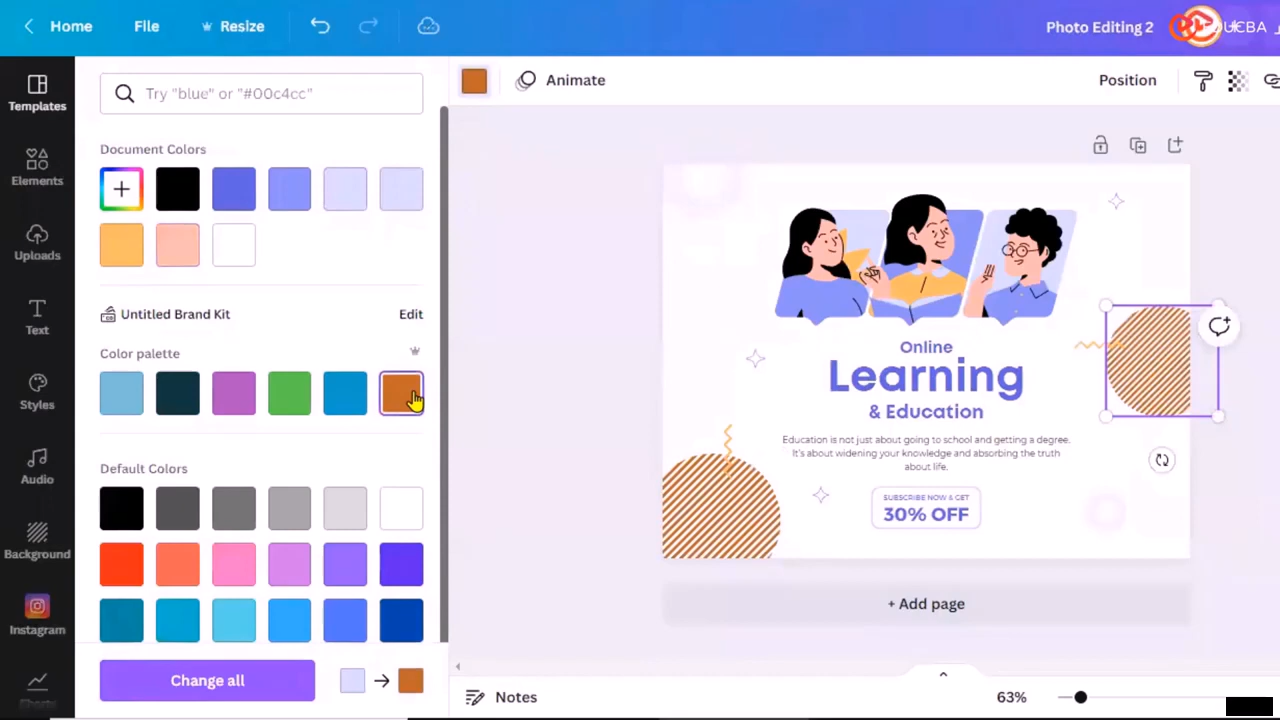 Home
File
Resize
Photo Editing 2
EDUCBA
Templates
Elements
Uploads
Text
Styles
Audio
Background
Instagram
Charts
Try "blue" or "#00c4cc"
Document Colors
Untitled Brand Kit
Edit
Color palette
Default Colors
Change all
Animate
Position
Online
Learning
& Education
Education is not just about going to school and getting a degree.
It's about widening your knowledge and absorbing the truth
about life.
SUBSCRIBE NOW & GET
30% OFF
+ Add page
Notes
63%